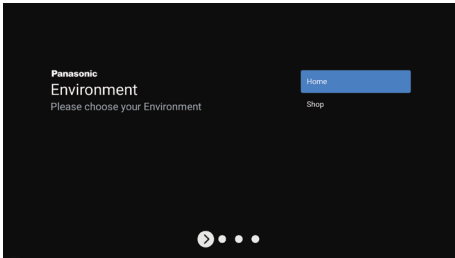 Panasonic
Environment
Please choose your Environment
Home
Shop